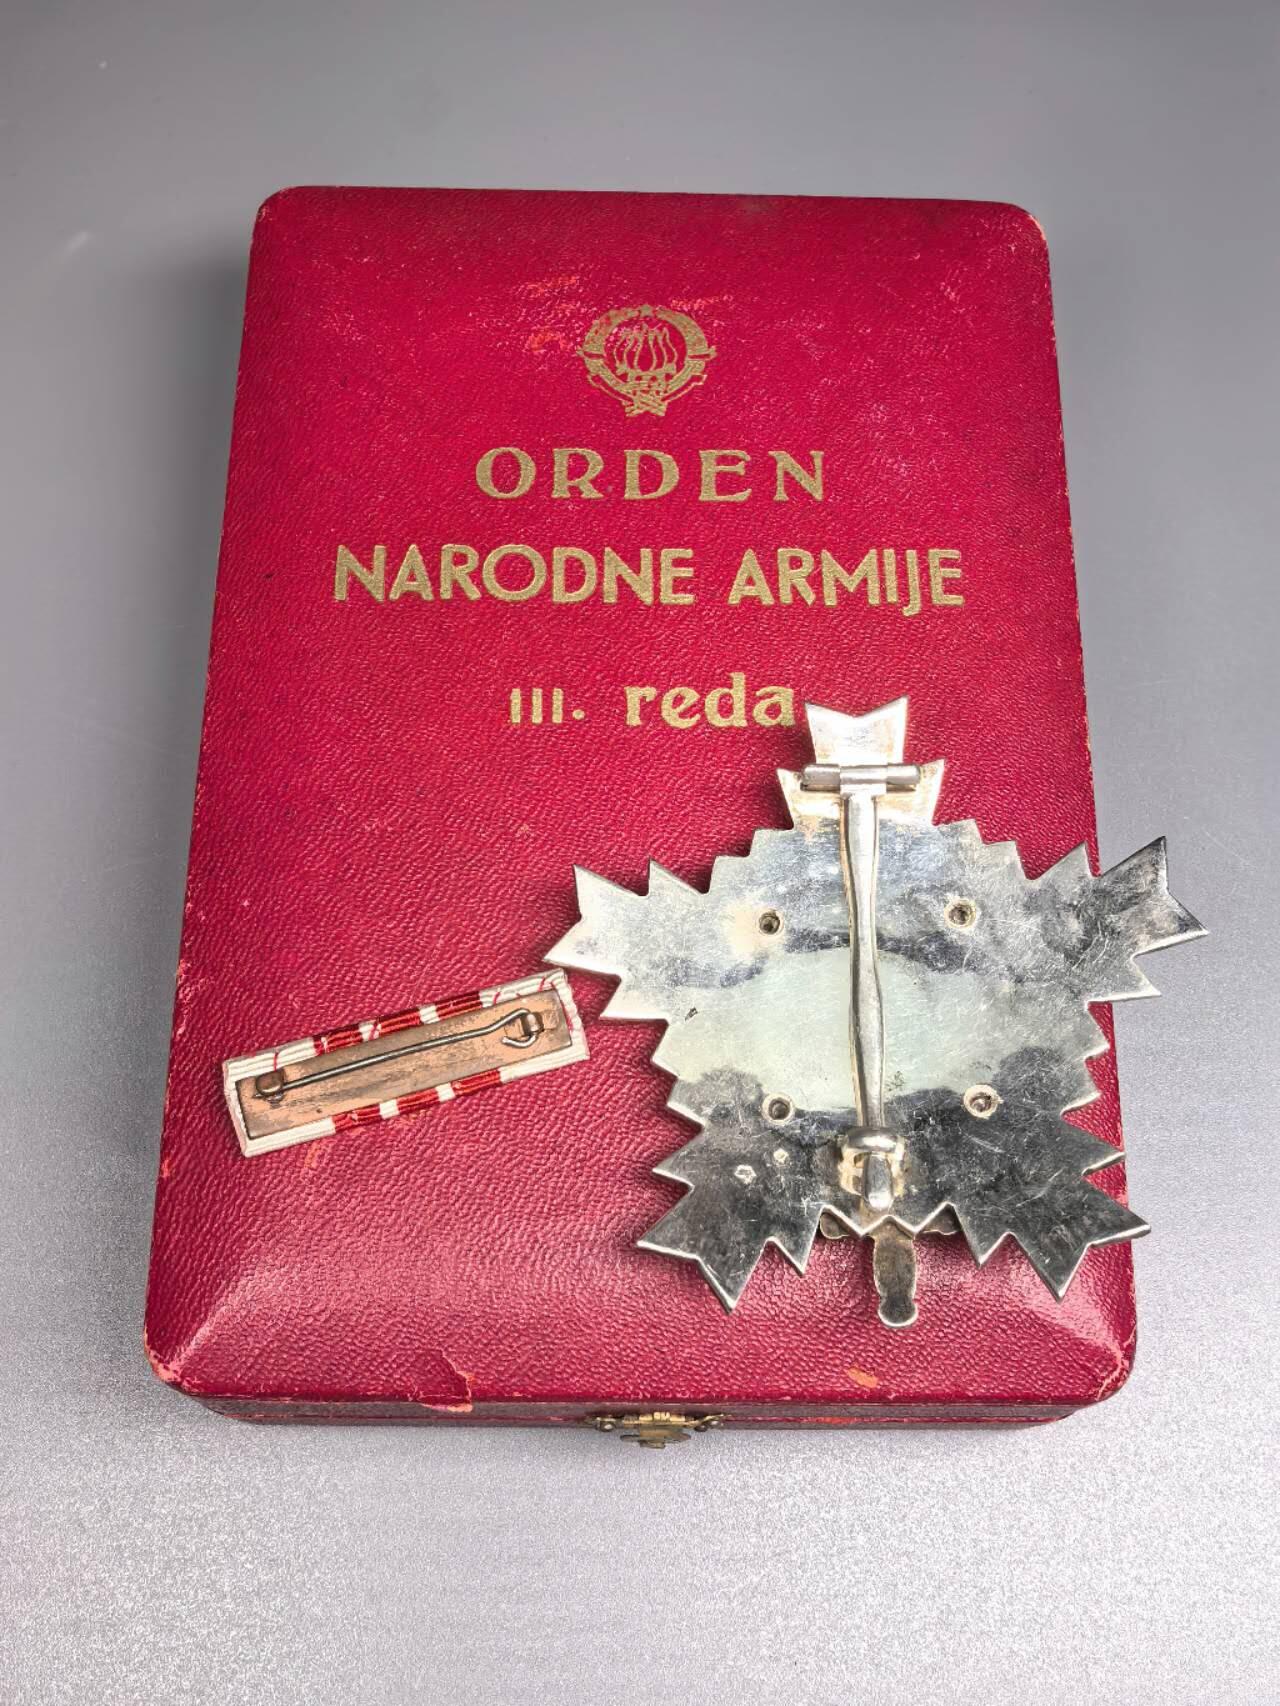 ORDEN
NARODNE ARMIJE
III. reda